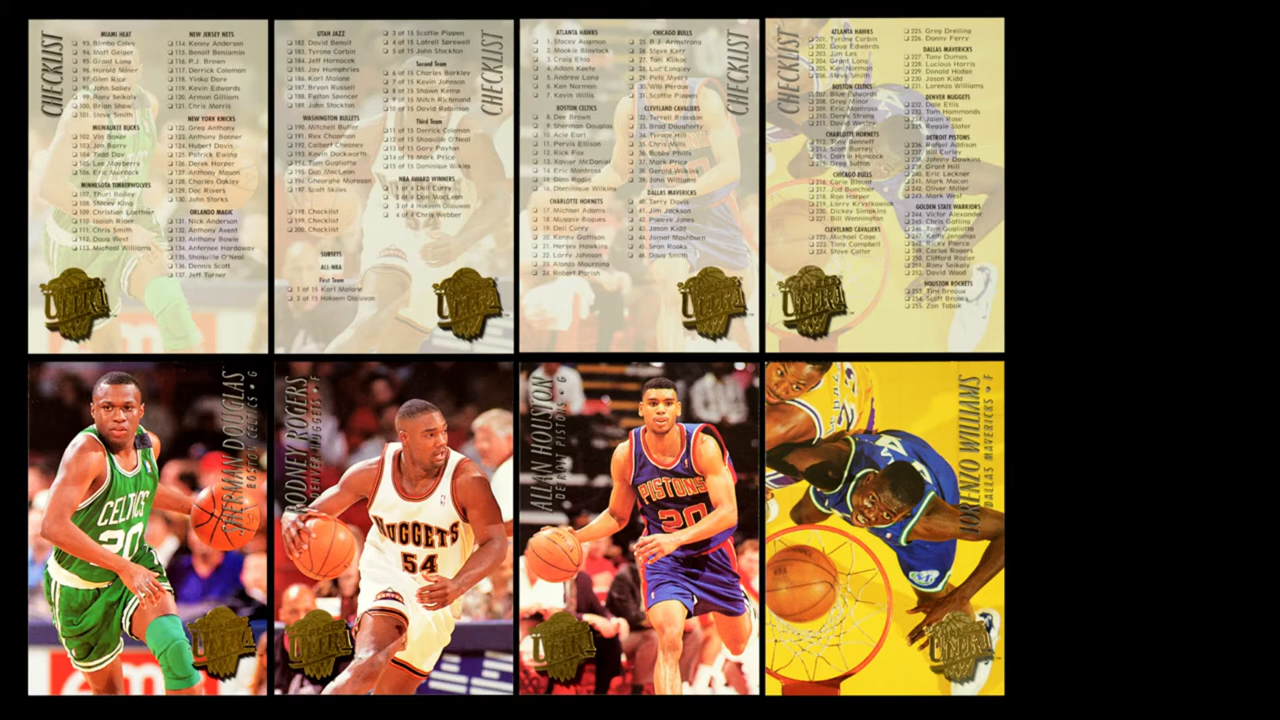 CHECKLIST
MIAMI HEAT
93. Bimbo Coles
94. Matt Geiger
95. Grant Long
96. Harold Miner
97. Glen Rice
98. John Salley
99. Rony Seikaly
100. Brian Shaw
101. Steve Smith
MILWAUKEE BUCKS
102. Vin Baker
103. Jon Barry
104. Todd Day
105. Lee Mayberry
106. Eric Murdock
MINNESOTA TIMBERWOLVES
107. Thurl Bailey
108. Stacey King
109. Christian Laettner
110. Isaiah Rider
111. Chris Smith
112. Doug West
113. Micheal Williams
NEW JERSEY NETS
114. Kenny Anderson
115. Benoit Benjamin
116. P.J. Brown
117. Derrick Coleman
118. Yinka Dare
119. Kevin Edwards
120. Armon Gilliam
121. Chris Morris
NEW YORK KNICKS
122. Greg Anthony
123. Anthony Bonner
124. Hubert Davis
125. Patrick Ewing
126. Derek Harper
127. Anthony Mason
128. Charles Oakley
129. Doc Rivers
130. John Starks
ORLANDO MAGIC
131. Nick Anderson
132. Anthony Avent
133. Anthony Bowie
134. Anfernee Hardaway
135. Shaquille O'Neal
136. Dennis Scott
137. Jeff Turner
ULTRA
UTAH JAZZ
182. David Benoit
183. Tyrone Corbin
184. Jeff Hornacek
185. Jay Humphries
186. Karl Malone
187. Bryon Russell
188. Felton Spencer
189. John Stockton
WASHINGTON BULLETS
190. Mitchell Butler
191. Rex Chapman
192. Calbert Cheaney
193. Kevin Duckworth
194. Tom Gugliotta
195. Don MacLean
196. Gheorghe Muresan
197. Scott Skiles
198. Checklist
199. Checklist
200. Checklist
SUNSETS
ALL-NBA
First Team
1 of 15 Karl Malone
2 of 15 Hakeem Olajuwon
3 of 15 Scottie Pippen
4 of 15 Latrell Sprewell
5 of 15 John Stockton
Second Team
6 of 15 Charles Barkley
7 of 15 Kevin Johnson
8 of 15 Shawn Kemp
9 of 15 Mitch Richmond
10 of 15 David Robinson
Third Team
11 of 15 Derrick Coleman
12 of 15 Shaquille O'Neal
13 of 15 Gary Payton
14 of 15 Mark Price
15 of 15 Dominique Wilkins
NBA AWARD WINNERS
1 of 4 Dell Curry
2 of 4 Don MacLean
3 of 4 Hakeem Olajuwon
4 of 4 Chris Webber
CHECKLIST
ULTRA
ATLANTA HAWKS
1. Stacey Augmon
2. Mookie Blaylock
3. Craig Ehlo
4. Adam Keefe
5. Andrew Lang
6. Ken Norman
7. Kevin Willis
BOSTON CELTICS
8. Dee Brown
9. Sherman Douglas
10. Acie Earl
11. Pervis Ellison
12. Rick Fox
13. Xavier McDaniel
14. Eric Montross
15. Dino Radja
16. Dominique Wilkins
CHARLOTTE HORNETS
17. Michael Adams
18. Muggsy Bogues
19. Dell Curry
20. Kenny Gattison
21. Hersey Hawkins
22. Larry Johnson
23. Alonzo Mourning
24. Robert Parish
CHICAGO BULLS
25. B.J. Armstrong
26. Steve Kerr
27. Toni Kukoc
28. Luc Longley
29. Pete Myers
30. Will Perdue
31. Scottie Pippen
CLEVELAND CAVALIERS
32. Terrell Brandon
33. Brad Daugherty
34. Tyrone Hill
35. Chris Mills
36. Bobby Phills
37. Mark Price
38. Gerald Wilkins
39. John Williams
DALLAS MAVERICKS
40. Terry Davis
41. Jim Jackson
42. Popeye Jones
43. Jason Kidd
44. Jamal Mashburn
45. Sean Rooks
46. Doug Smith
CHECKLIST
ULTRA
CHECKLIST
ATLANTA HAWKS
201. Tyrone Corbin
202. Doug Edwards
203. Jim Les
204. Grant Long
205. Ken Norman
206. Steve Smith
BOSTON CELTICS
207. Blue Edwards
208. Greg Minor
209. Eric Montross
210. Derek Strong
211. David Wesley
CHARLOTTE HORNETS
212. Tony Bennett
213. Scott Burrell
214. Darrin Hancock
215. Greg Sutton
CHICAGO BULLS
216. Corie Blount
217. Jud Buechler
218. Ron Harper
219. Larry Krystkowiak
220. Dickey Simpkins
221. Bill Wennington
CLEVELAND CAVALIERS
222. Michael Cage
223. Tony Campbell
224. Steve Colter
225. Greg Dreiling
226. Danny Ferry
DALLAS MAVERICKS
227. Tony Dumas
228. Lucious Harris
229. Donald Hodge
230. Jason Kidd
231. Lorenzo Williams
DENVER NUGGETS
232. Dale Ellis
233. Tom Hammonds
234. Jalen Rose
235. Reggie Slater
DETROIT PISTONS
236. Rafael Addison
237. Bill Curley
238. Johnny Dawkins
239. Grant Hill
240. Eric Leckner
241. Mark Macon
242. Oliver Miller
243. Mark West
GOLDEN STATE WARRIORS
244. Victor Alexander
245. Chris Gatling
246. Tom Gugliotta
247. Keith Jennings
248. Ricky Pierce
249. Carlos Rogers
250. Clifford Rozier
251. Rony Seikaly
252. David Wood
HOUSTON ROCKETS
253. Tim Breaux
254. Scott Brooks
255. Zan Tabak
ULTRA
SHERMAN DOUGLAS
BOSTON CELTICS • G
CELTICS
20
ULTRA
RODNEY ROGERS
DENVER NUGGETS • F
NUGGETS
54
ULTRA
ALLAN HOUSTON
DETROIT PISTONS • G
PISTONS
20
ULTRA
LORENZO WILLIAMS
DALLAS MAVERICKS • F
ULTRA